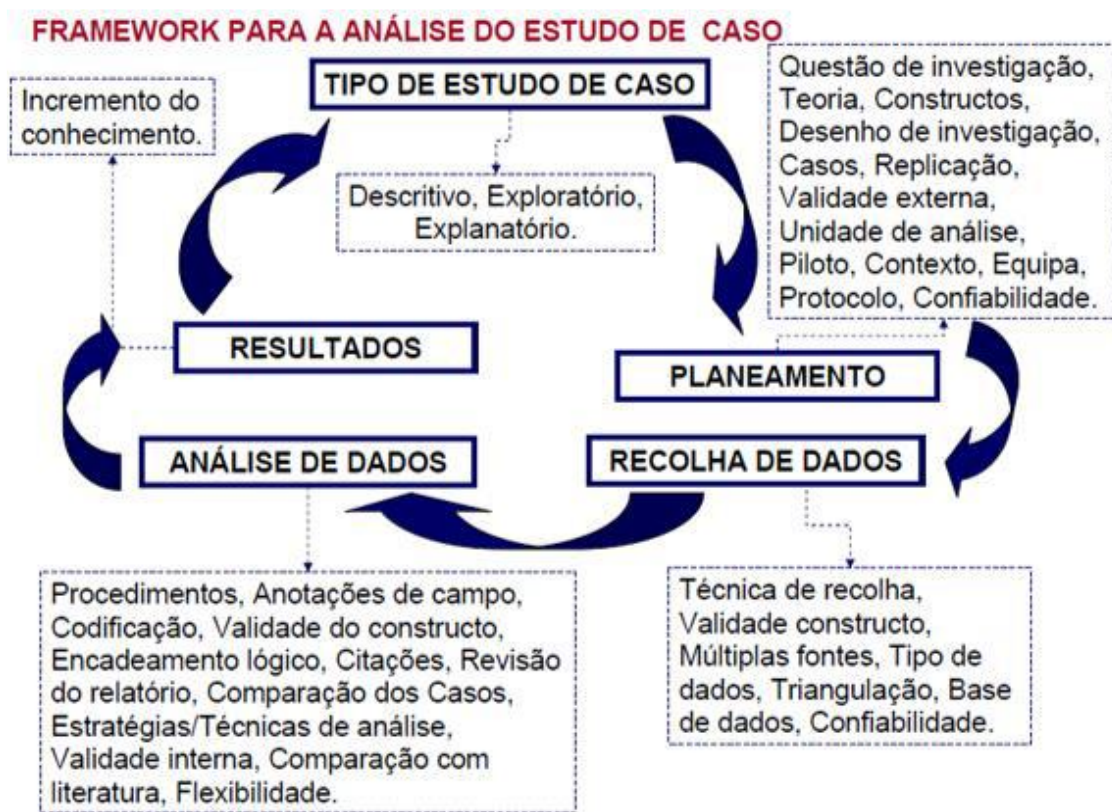 FRAMEWORK PARA A ANÁLISE DO ESTUDO DE CASO
TIPO DE ESTUDO DE CASO
Incremento do
conhecimento.
Questão de investigação,
Teoria, Constructos,
Desenho de investigação,
Casos, Replicação,
Validade externa,
Unidade de análise,
Piloto, Contexto, Equipa,
Protocolo, Confiabilidade.
Descritivo, Exploratório,
Explanatório.
RESULTADOS
PLANEAMENTO
ANÁLISE DE DADOS
RECOLHA DE DADOS
Procedimentos, Anotações de campo,
Codificação, Validade do constructo,
Encadeamento lógico, Citações, Revisão
do relatório, Comparação dos Casos,
Estratégias/Técnicas de análise,
Validade interna, Comparação com
literatura, Flexibilidade.
Técnica de recolha,
Validade constructo,
Múltiplas fontes, Tipo de
dados, Triangulação, Base
de dados, Confiabilidade.